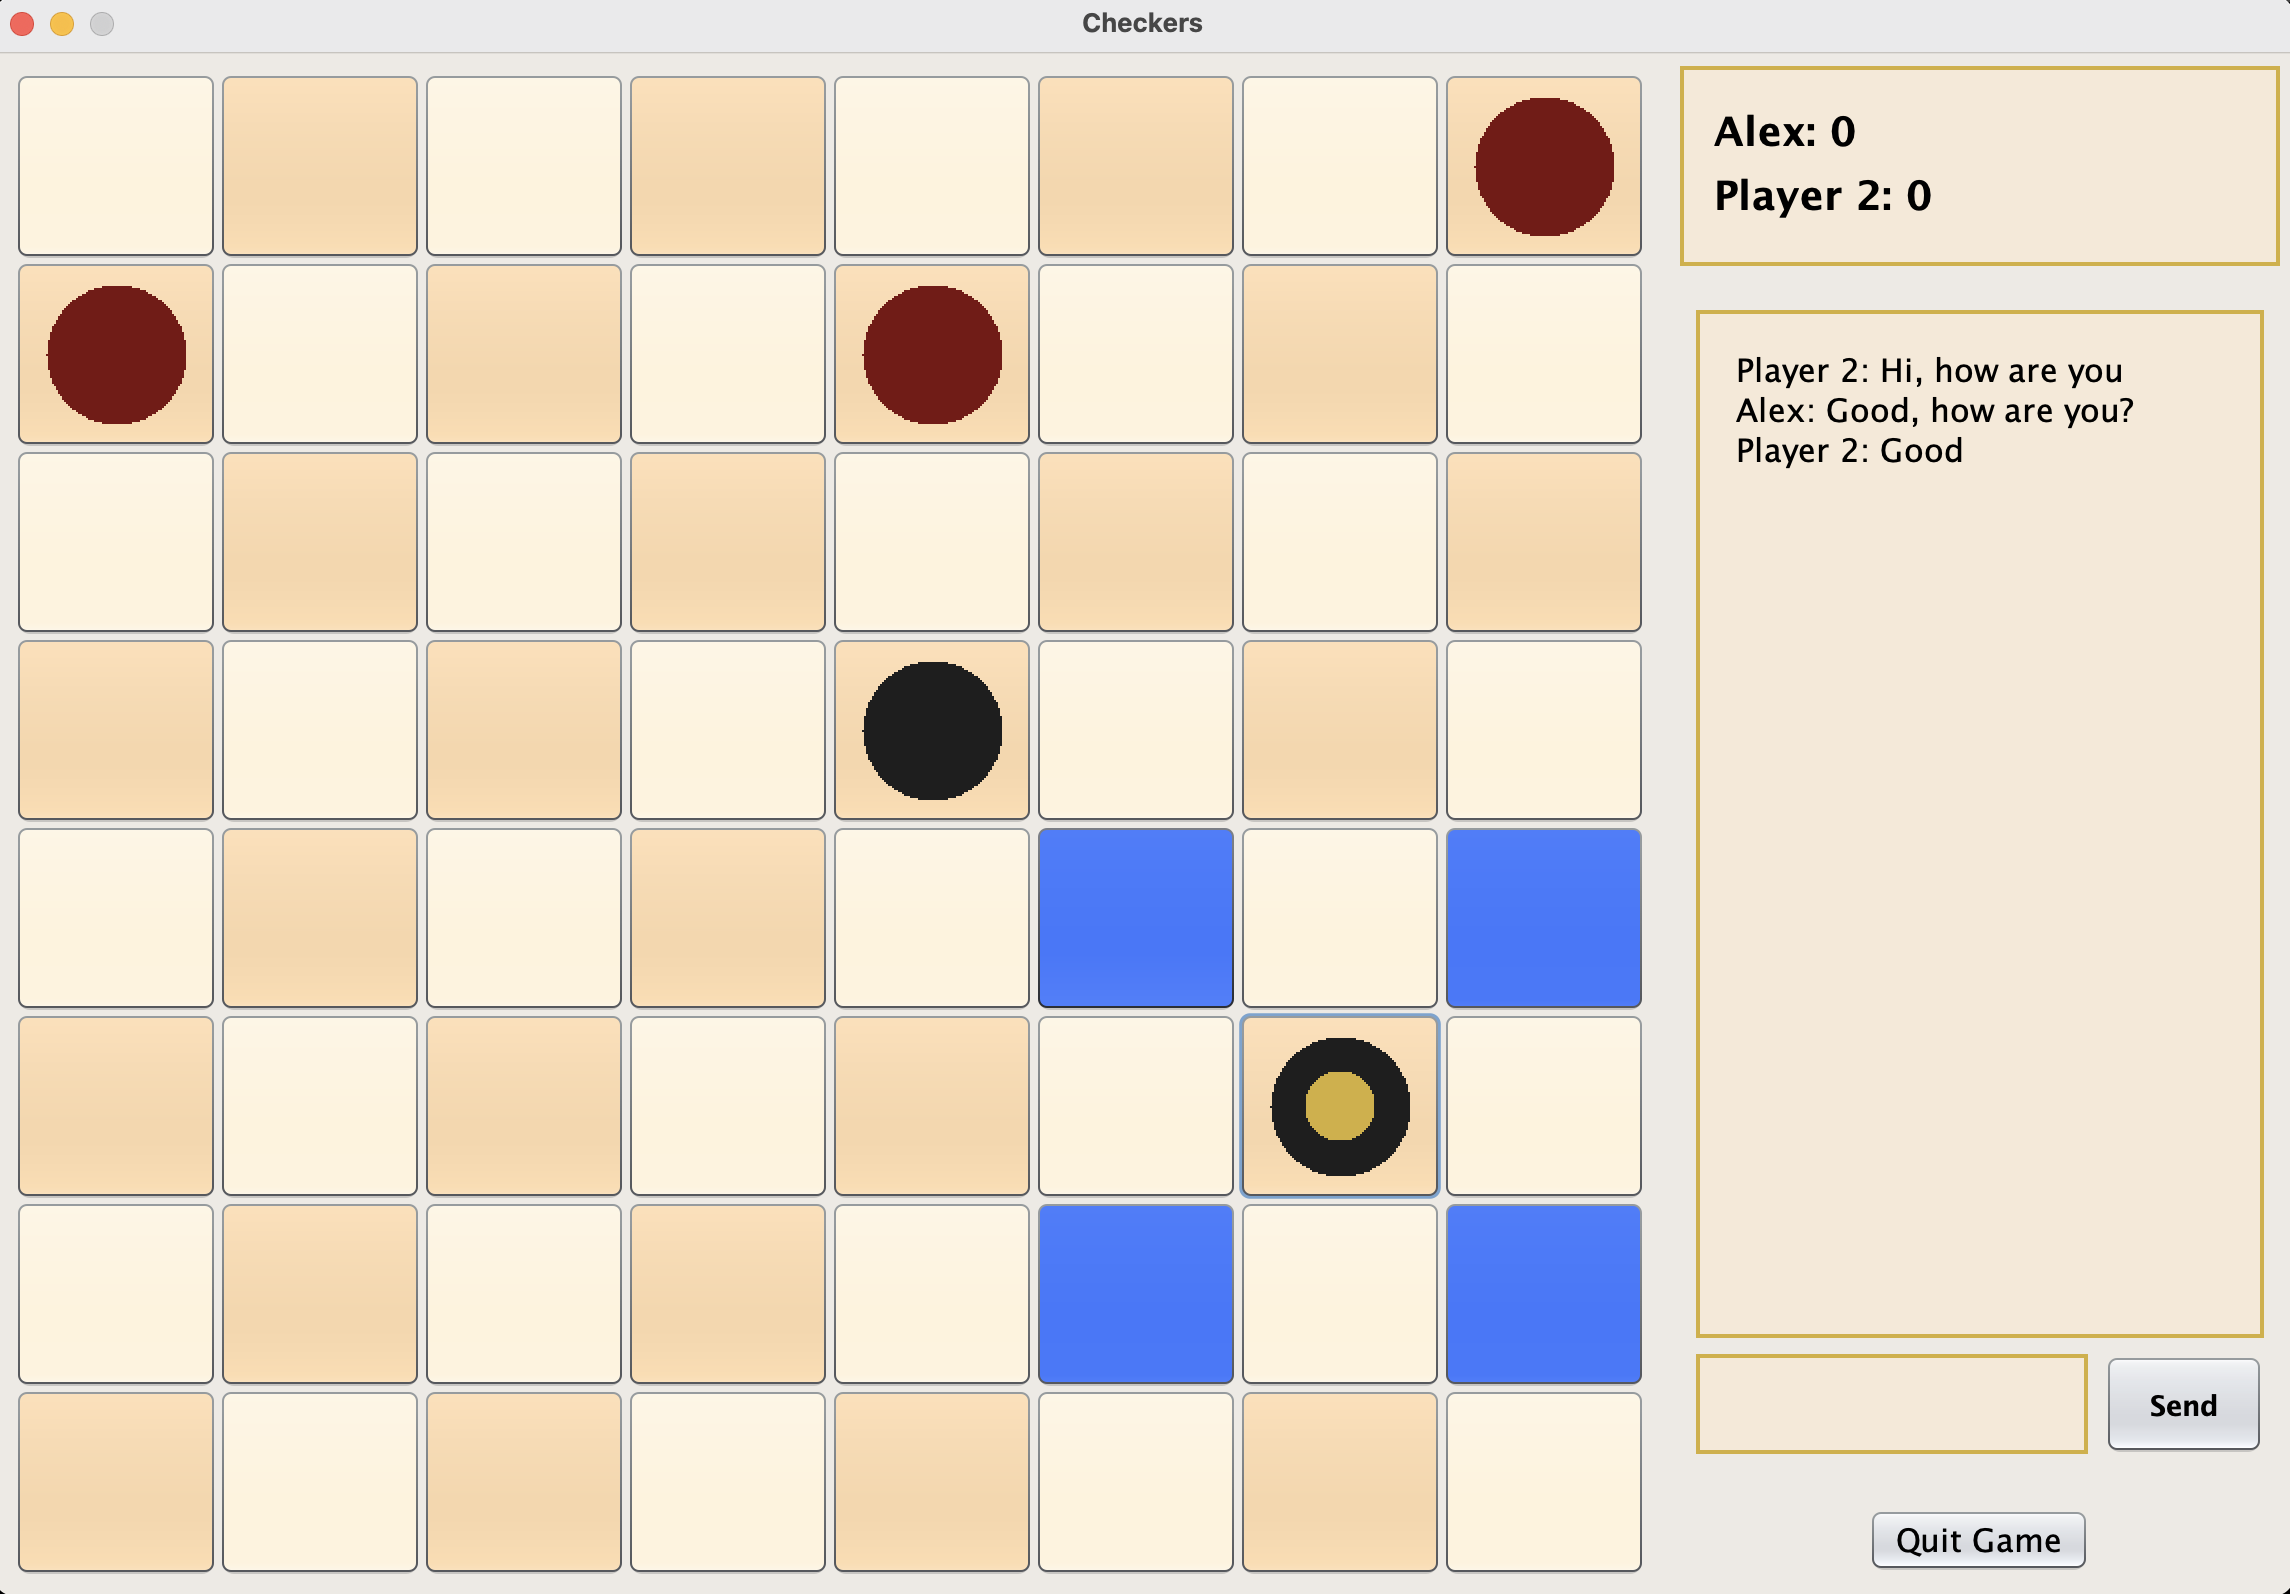 Checkers
Alex: 0
Player 2: 0
Player 2: Hi, how are you
Alex: Good, how are you?
Player 2: Good
Send
Quit Game